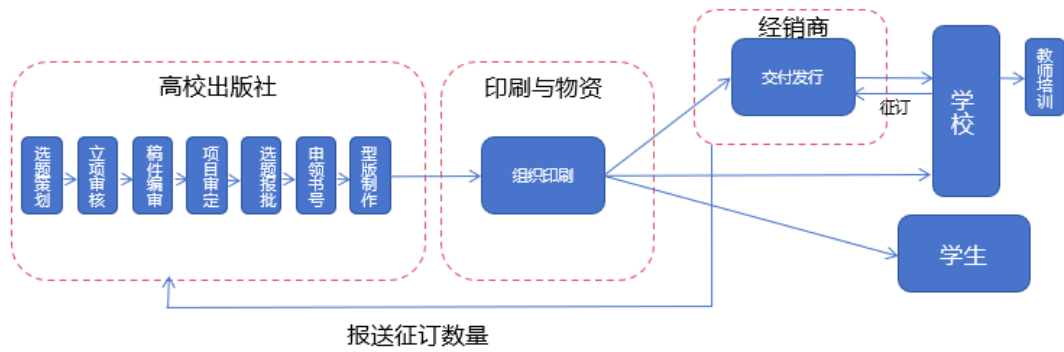 经销商
交付发行
征订
学校
教师培训
高校出版社
印刷与物资
选题策划
立项审核
稿性编审
项目审定
选题报批
申领书号
型版制作
组织印刷
学生
报送征订数量